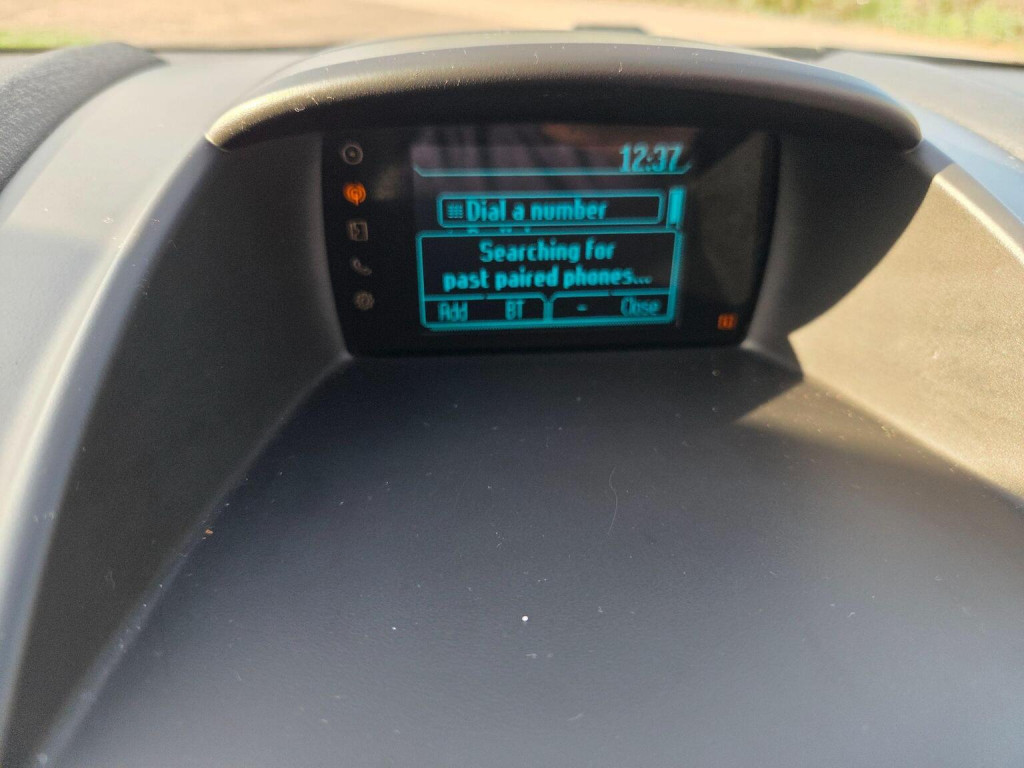 12:37
Dial a number
Searching for
past paired phones...
Add BT - Close